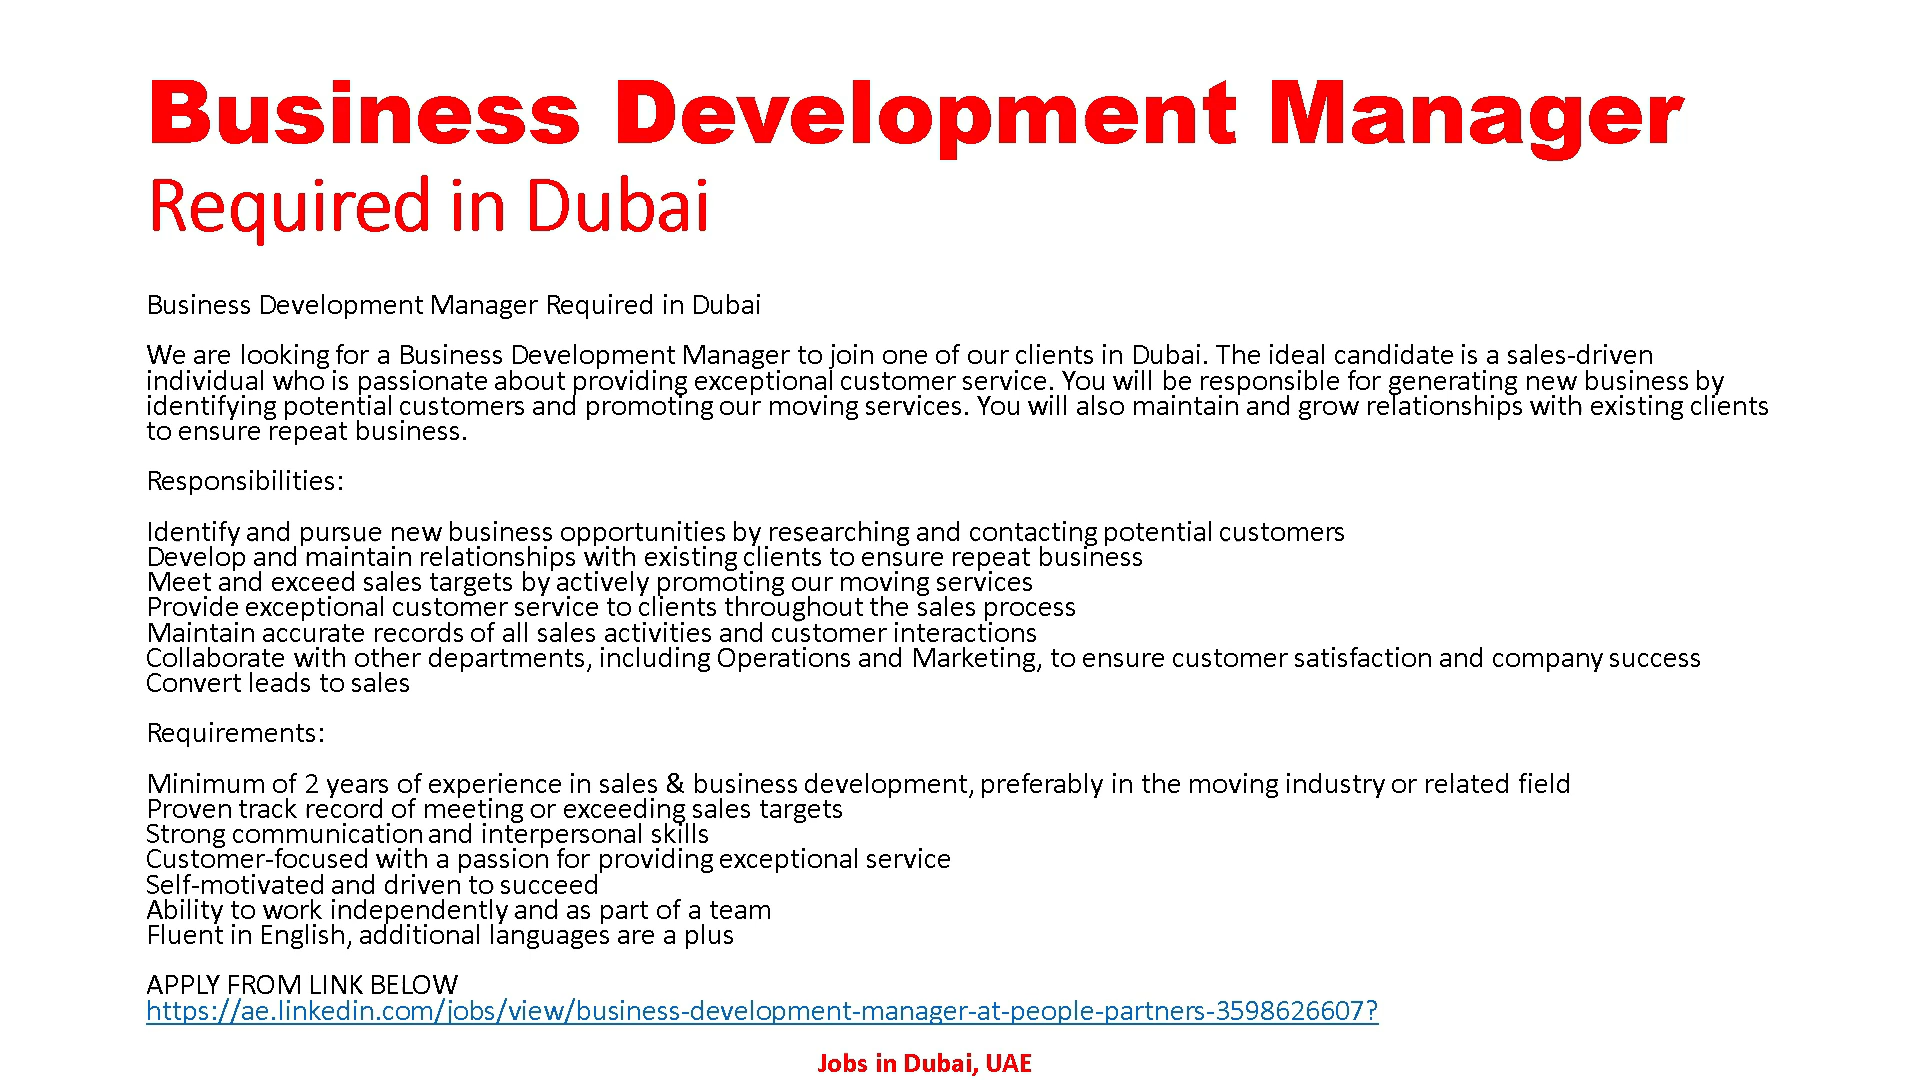 Business Development Manager
Required in Dubai
Business Development Manager Required in Dubai
We are looking for a Business Development Manager to join one of our clients in Dubai. The ideal candidate is a sales-driven
individual who is passionate about providing exceptional customer service. You will be responsible for generating new business by
identifying potential customers and promoting our moving services. You will also maintain and grow relationships with existing clients
to ensure repeat business.
Responsibilities:
Identify and pursue new business opportunities by researching and contacting potential customers
Develop and maintain relationships with existing clients to ensure repeat business
Meet and exceed sales targets by actively promoting our moving services
Provide exceptional customer service to clients throughout the sales process
Maintain accurate records of all sales activities and customer interactions
Collaborate with other departments, including Operations and Marketing, to ensure customer satisfaction and company success
Convert leads to sales
Requirements:
Minimum of 2 years of experience in sales & business development, preferably in the moving industry or related field
Proven track record of meeting or exceeding sales targets
Strong communication and interpersonal skills
Customer-focused with a passion for providing exceptional service
Self-motivated and driven to succeed
Ability to work independently and as part of a team
Fluent in English, additional languages are a plus
APPLY FROM LINK BELOW
https://ae.linkedin.com/jobs/view/business-development-manager-at-people-partners-3598626607?
Jobs in Dubai, UAE